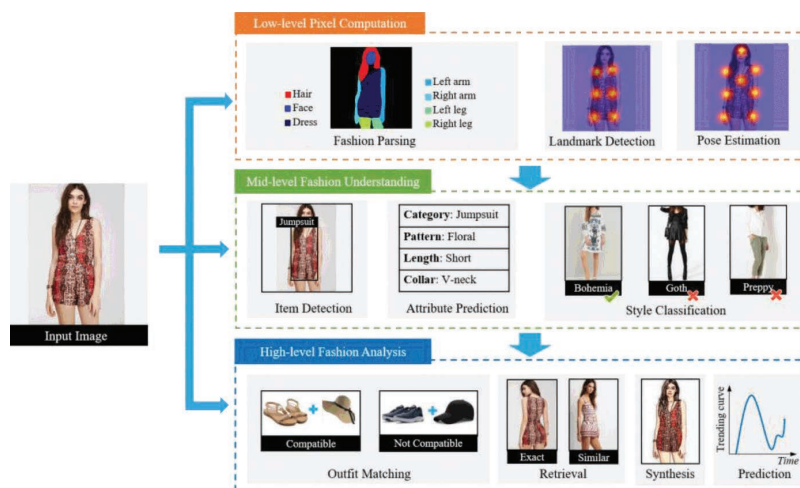 Low-level Pixel Computation
Hair
Face
Dress
Left arm
Right arm
Left leg
Right leg
Fashion Parsing
Landmark Detection
Pose Estimation
Input Image
Mid-level Fashion Understanding
Jumpsuit
Item Detection
Category: Jumpsuit
Pattern: Floral
Length: Short
Collar: V-neck
Attribute Prediction
Bohemia
Goth
Preppy
Style Classification
High-level Fashion Analysis
Compatible
Not Compatible
Outfit Matching
Exact
Similar
Retrieval
Synthesis
Trending curve
Time
Prediction